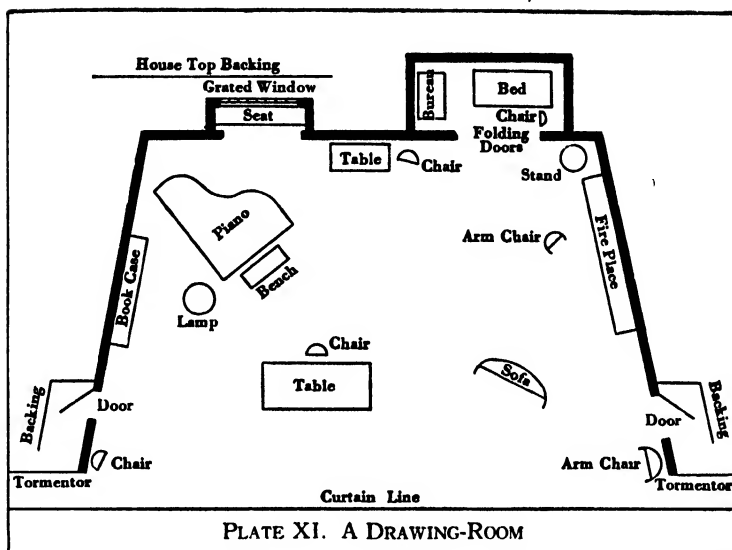 House Top Backing
Grated Window
Seat
Bureau
Bed
Chair
Folding
Doors
Table
Chair
Stand
Piano
Bench
Arm Chair
Fire Place
Book Case
Lamp
Chair
Table
Sofa
Backing
Door
Door
Backing
Chair
Arm Chair
Tormentor
Tormentor
Curtain Line
PLATE XI. A DRAWING-ROOM